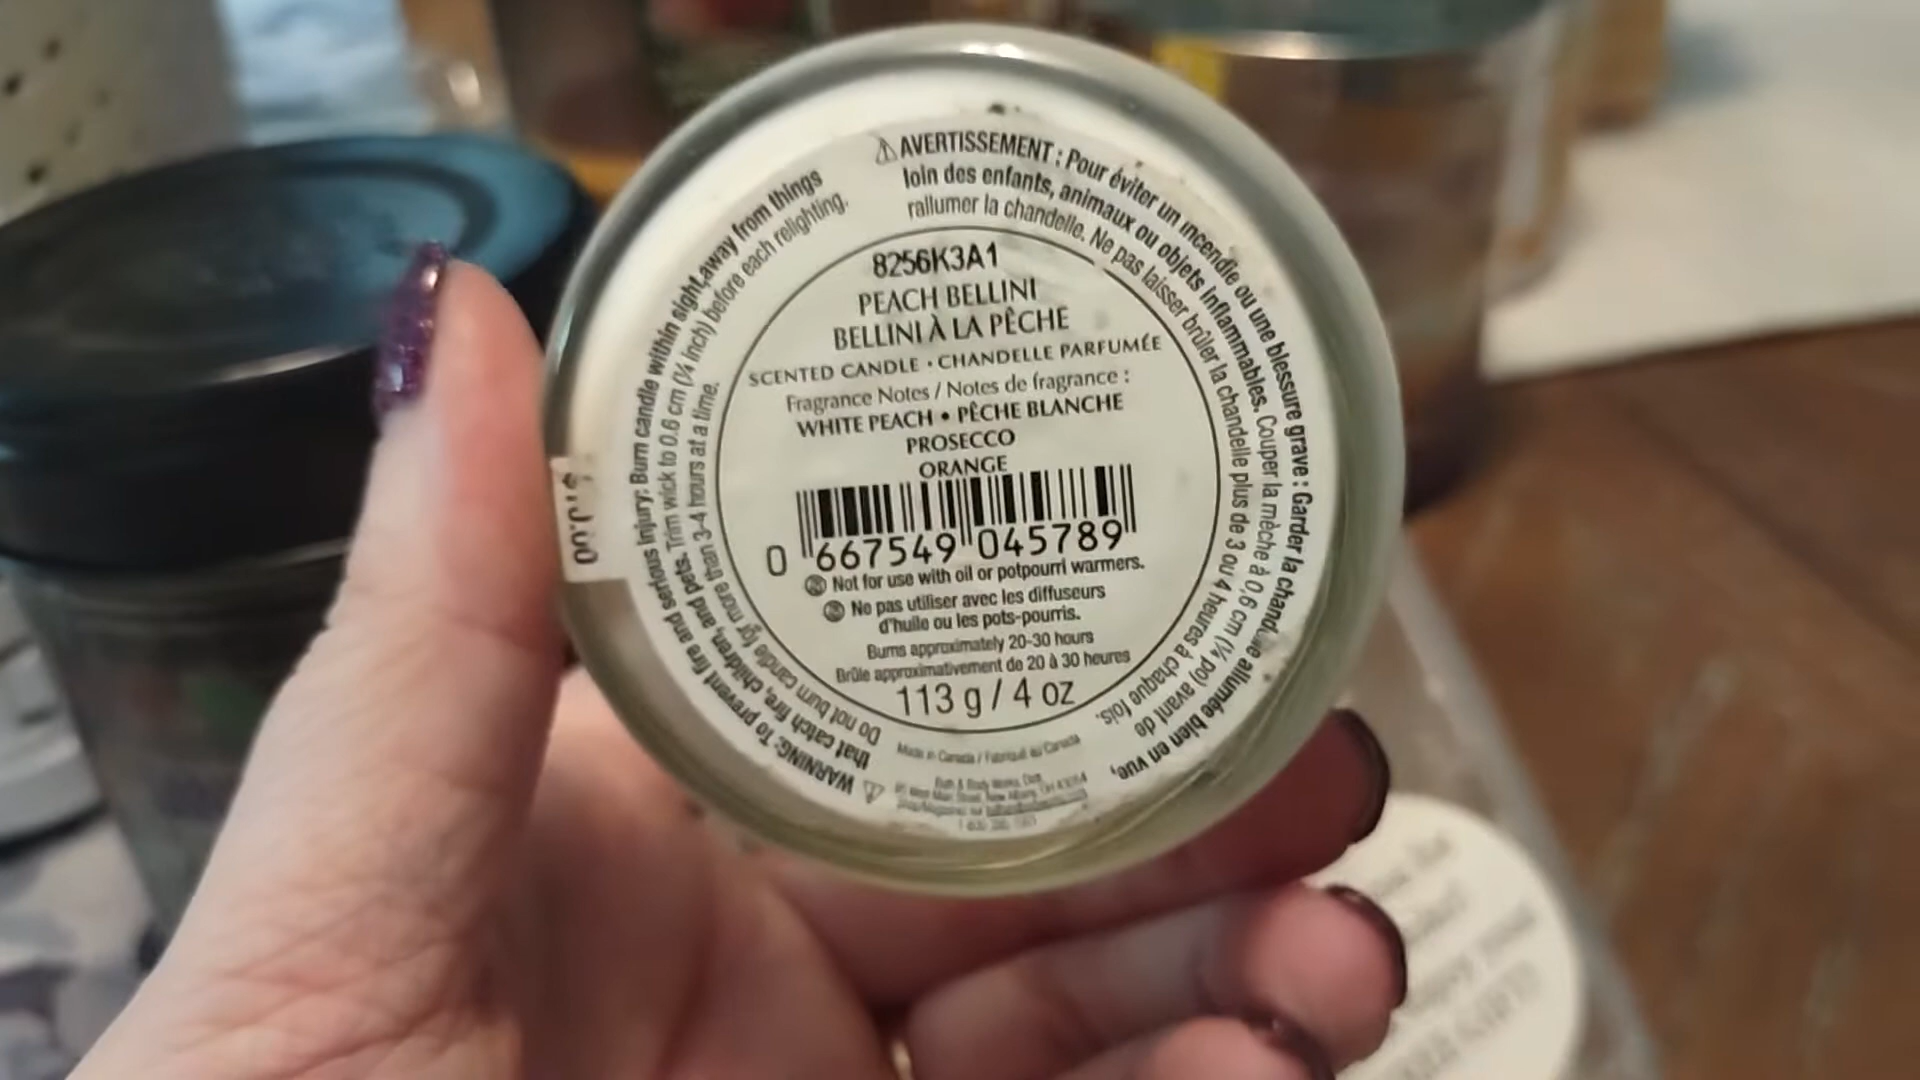 8256K3A1
PEACH BELLINI
BELLINI À LA PÊCHE
SCENTED CANDLE • CHANDELLE PARFUMÉE
Fragrance Notes / Notes de fragrance :
WHITE PEACH • PÊCHE BLANCHE
PROSECCO
ORANGE
0 667549 045789
Not for use with oil or potpourri warmers.
Ne pas utiliser avec les diffuseurs
d'huile ou les pots-pourris.
Burns approximately 20-30 hours
Brûle approximativement de 20 à 30 heures
113 g / 4 oz
WARNING: To prevent fire and serious injury: Burn candle within sight, away from things
that catch fire, children, and pets. Trim wick to 0.6 cm (¼ inch) before each relighting.
Do not burn candle for more than 3-4 hours at a time.
AVERTISSEMENT : Pour éviter un incendie ou une blessure grave : Garder la chandelle allumée bien en vue,
loin des enfants, animaux ou objets inflammables. Couper la mèche à 0,6 cm (¼ po) avant de
rallumer la chandelle. Ne pas laisser brûler la chandelle plus de 3 ou 4 heures à chaque fois.
Made in Canada / Fabriqué au Canada
Bath & Body Works,
Main Street, New Albany, OH